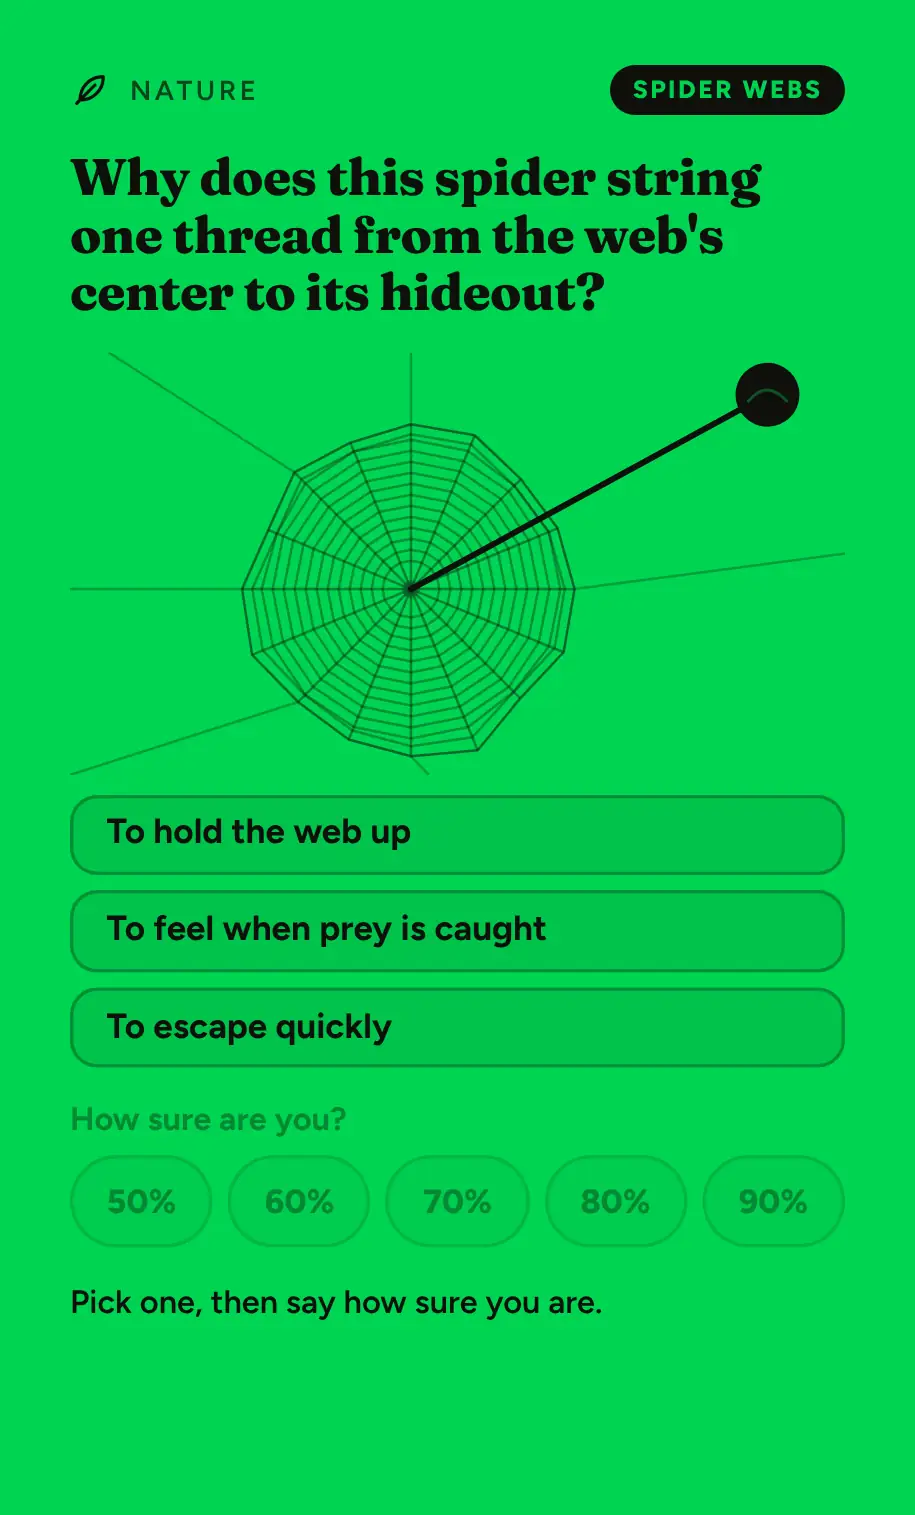 NATURE
SPIDER WEBS
Why does this spider string
one thread from the web's
center to its hideout?
To hold the web up
To feel when prey is caught
To escape quickly
How sure are you?
50%
60%
70%
80%
90%
Pick one, then say how sure you are.